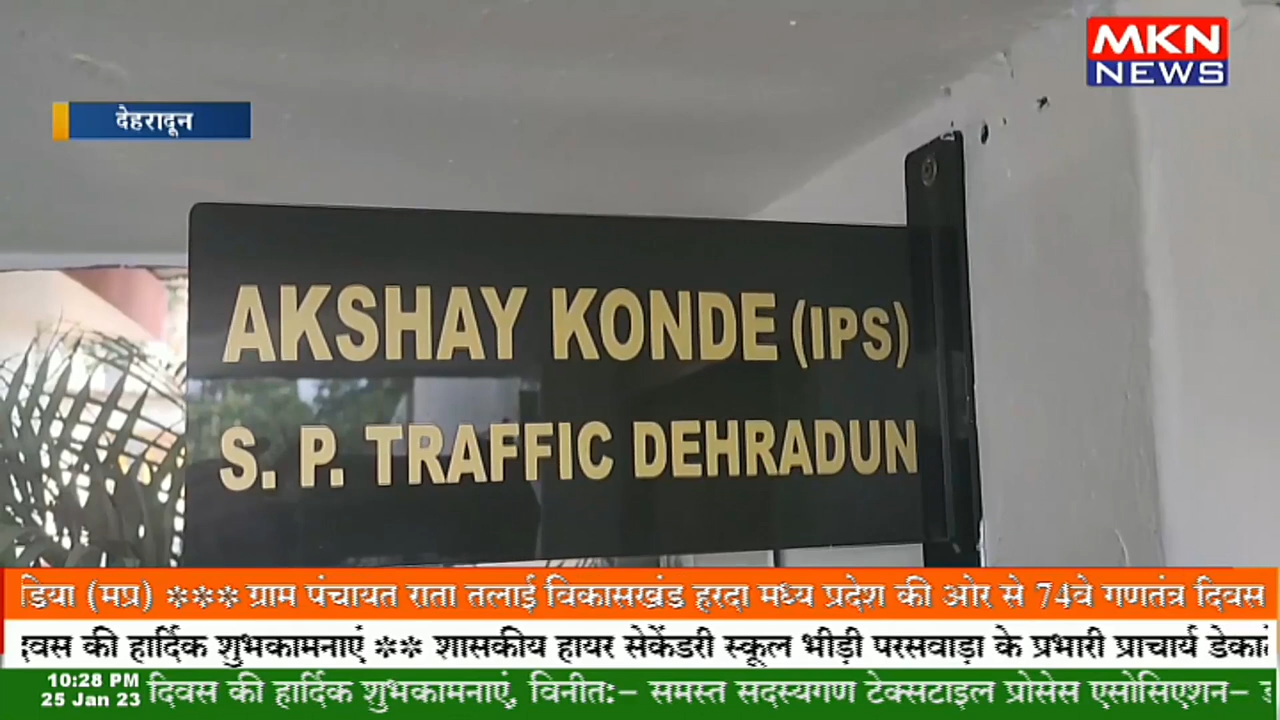 MKN
NEWS
देहरादून
AKSHAY KONDE (IPS)
S. P. TRAFFIC DEHRADUN
डिया (मप्र) *** ग्राम पंचायत राता तलाई विकासखंड हरदा मध्य प्रदेश की ओर से 74वे गणतंत्र दिवस
की हार्दिक शुभकामनाएं ** शासकीय हायर सेकेंडरी स्कूल भीड़ी परसवाड़ा के प्रभारी प्राचार्य
10:28 PM
25 Jan 23
दिवस की हार्दिक शुभकामनाएं, विनीत:- समस्त सदस्यगण टेक्सटाइल प्रोसेस एसोसिएशन-